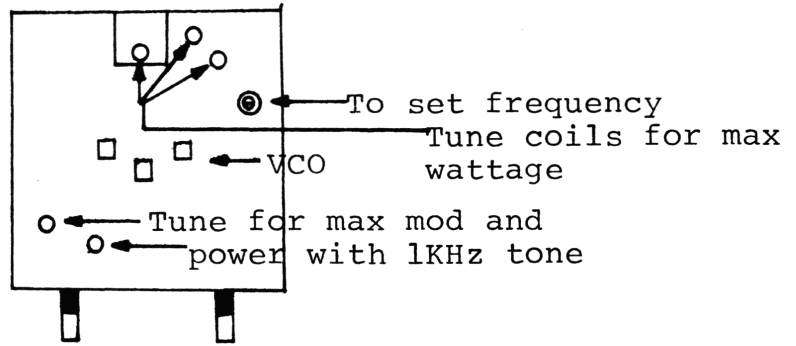 To set frequency
Tune coils for max
wattage
VCO
Tune for max mod and
power with 1KHz tone